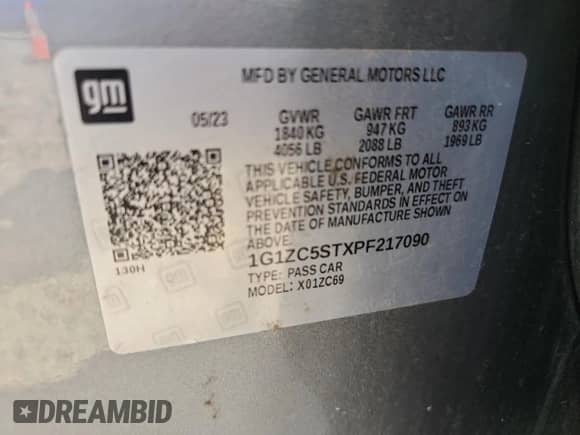 gm
MFD BY GENERAL MOTORS LLC
05/23 GVWR GAWR FRT GAWR RR
1840 KG 947 KG 893 KG
4056 LB 2088 LB 1969 LB
THIS VEHICLE CONFORMS TO ALL
APPLICABLE U.S. FEDERAL MOTOR
VEHICLE SAFETY, BUMPER, AND THEFT
PREVENTION STANDARDS IN EFFECT ON
THE DATE OF MANUFACTURE SHOWN
ABOVE.
130H
1G1ZC5STXPF217090
TYPE: PASS CAR
MODEL: X01ZC69
DREAMBID